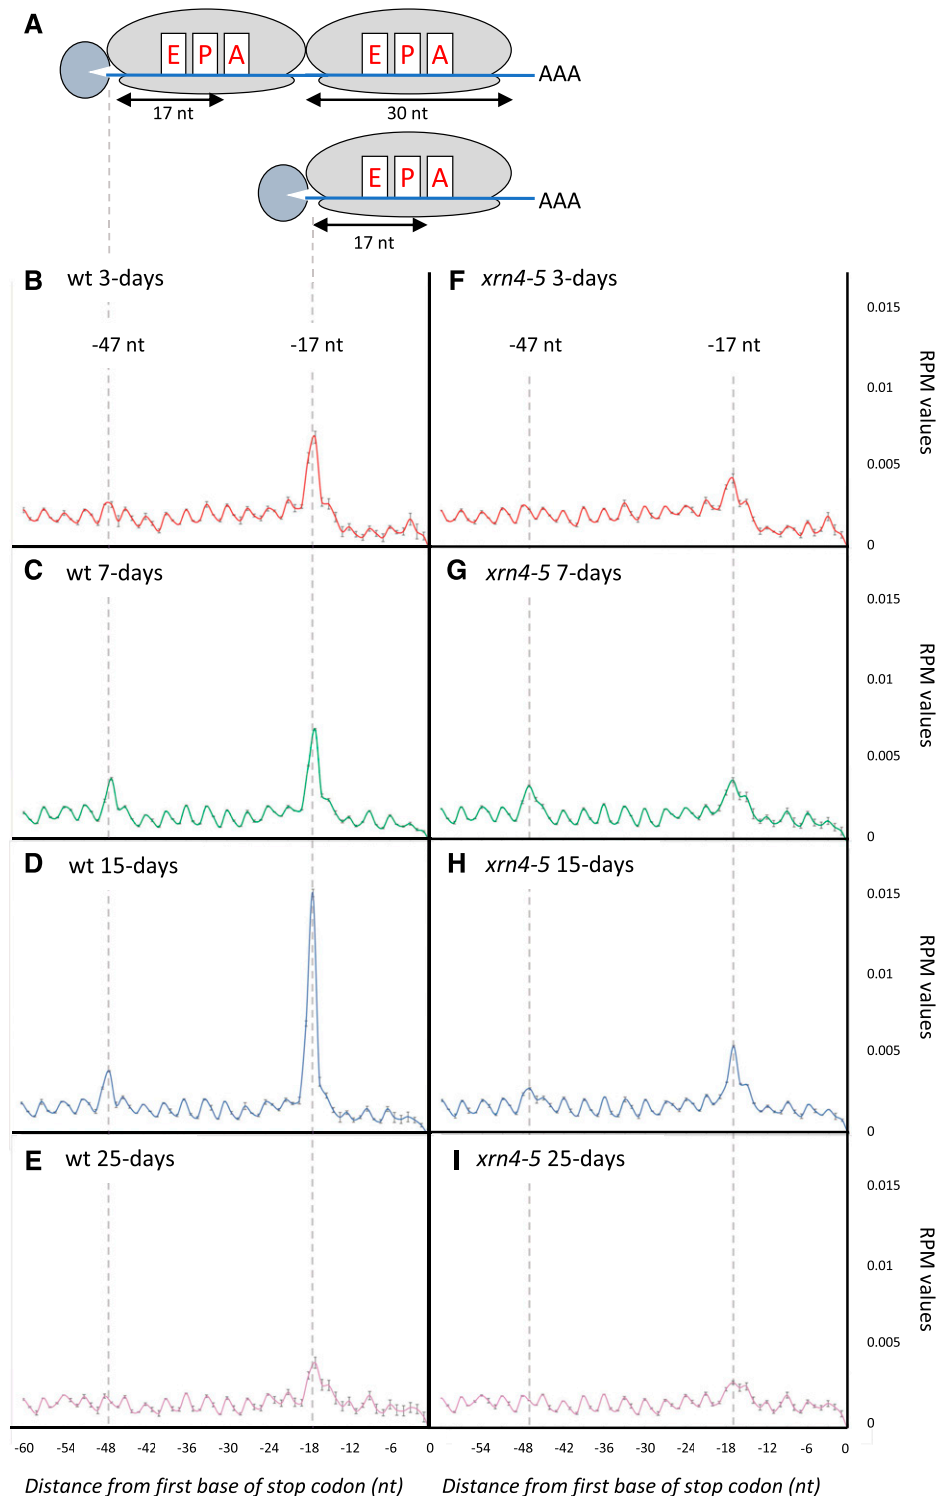 A
E P A E P A
AAA
17 nt 30 nt
E P A
AAA
17 nt
B wt 3-days
-47 nt -17 nt
F xrn4-5 3-days
-47 nt -17 nt
0.015
0.01
0.005
0
RPM values
C wt 7-days
G xrn4-5 7-days
0.015
0.01
0.005
0
RPM values
D wt 15-days
H xrn4-5 15-days
0.015
0.01
0.005
0
RPM values
E wt 25-days
I xrn4-5 25-days
0.015
0.01
0.005
0
RPM values
-60 -54 -48 -42 -36 -30 -24 -18 -12 -6 0
-54 -48 -42 -36 -30 -24 -18 -12 -6 0
Distance from first base of stop codon (nt)
Distance from first base of stop codon (nt)